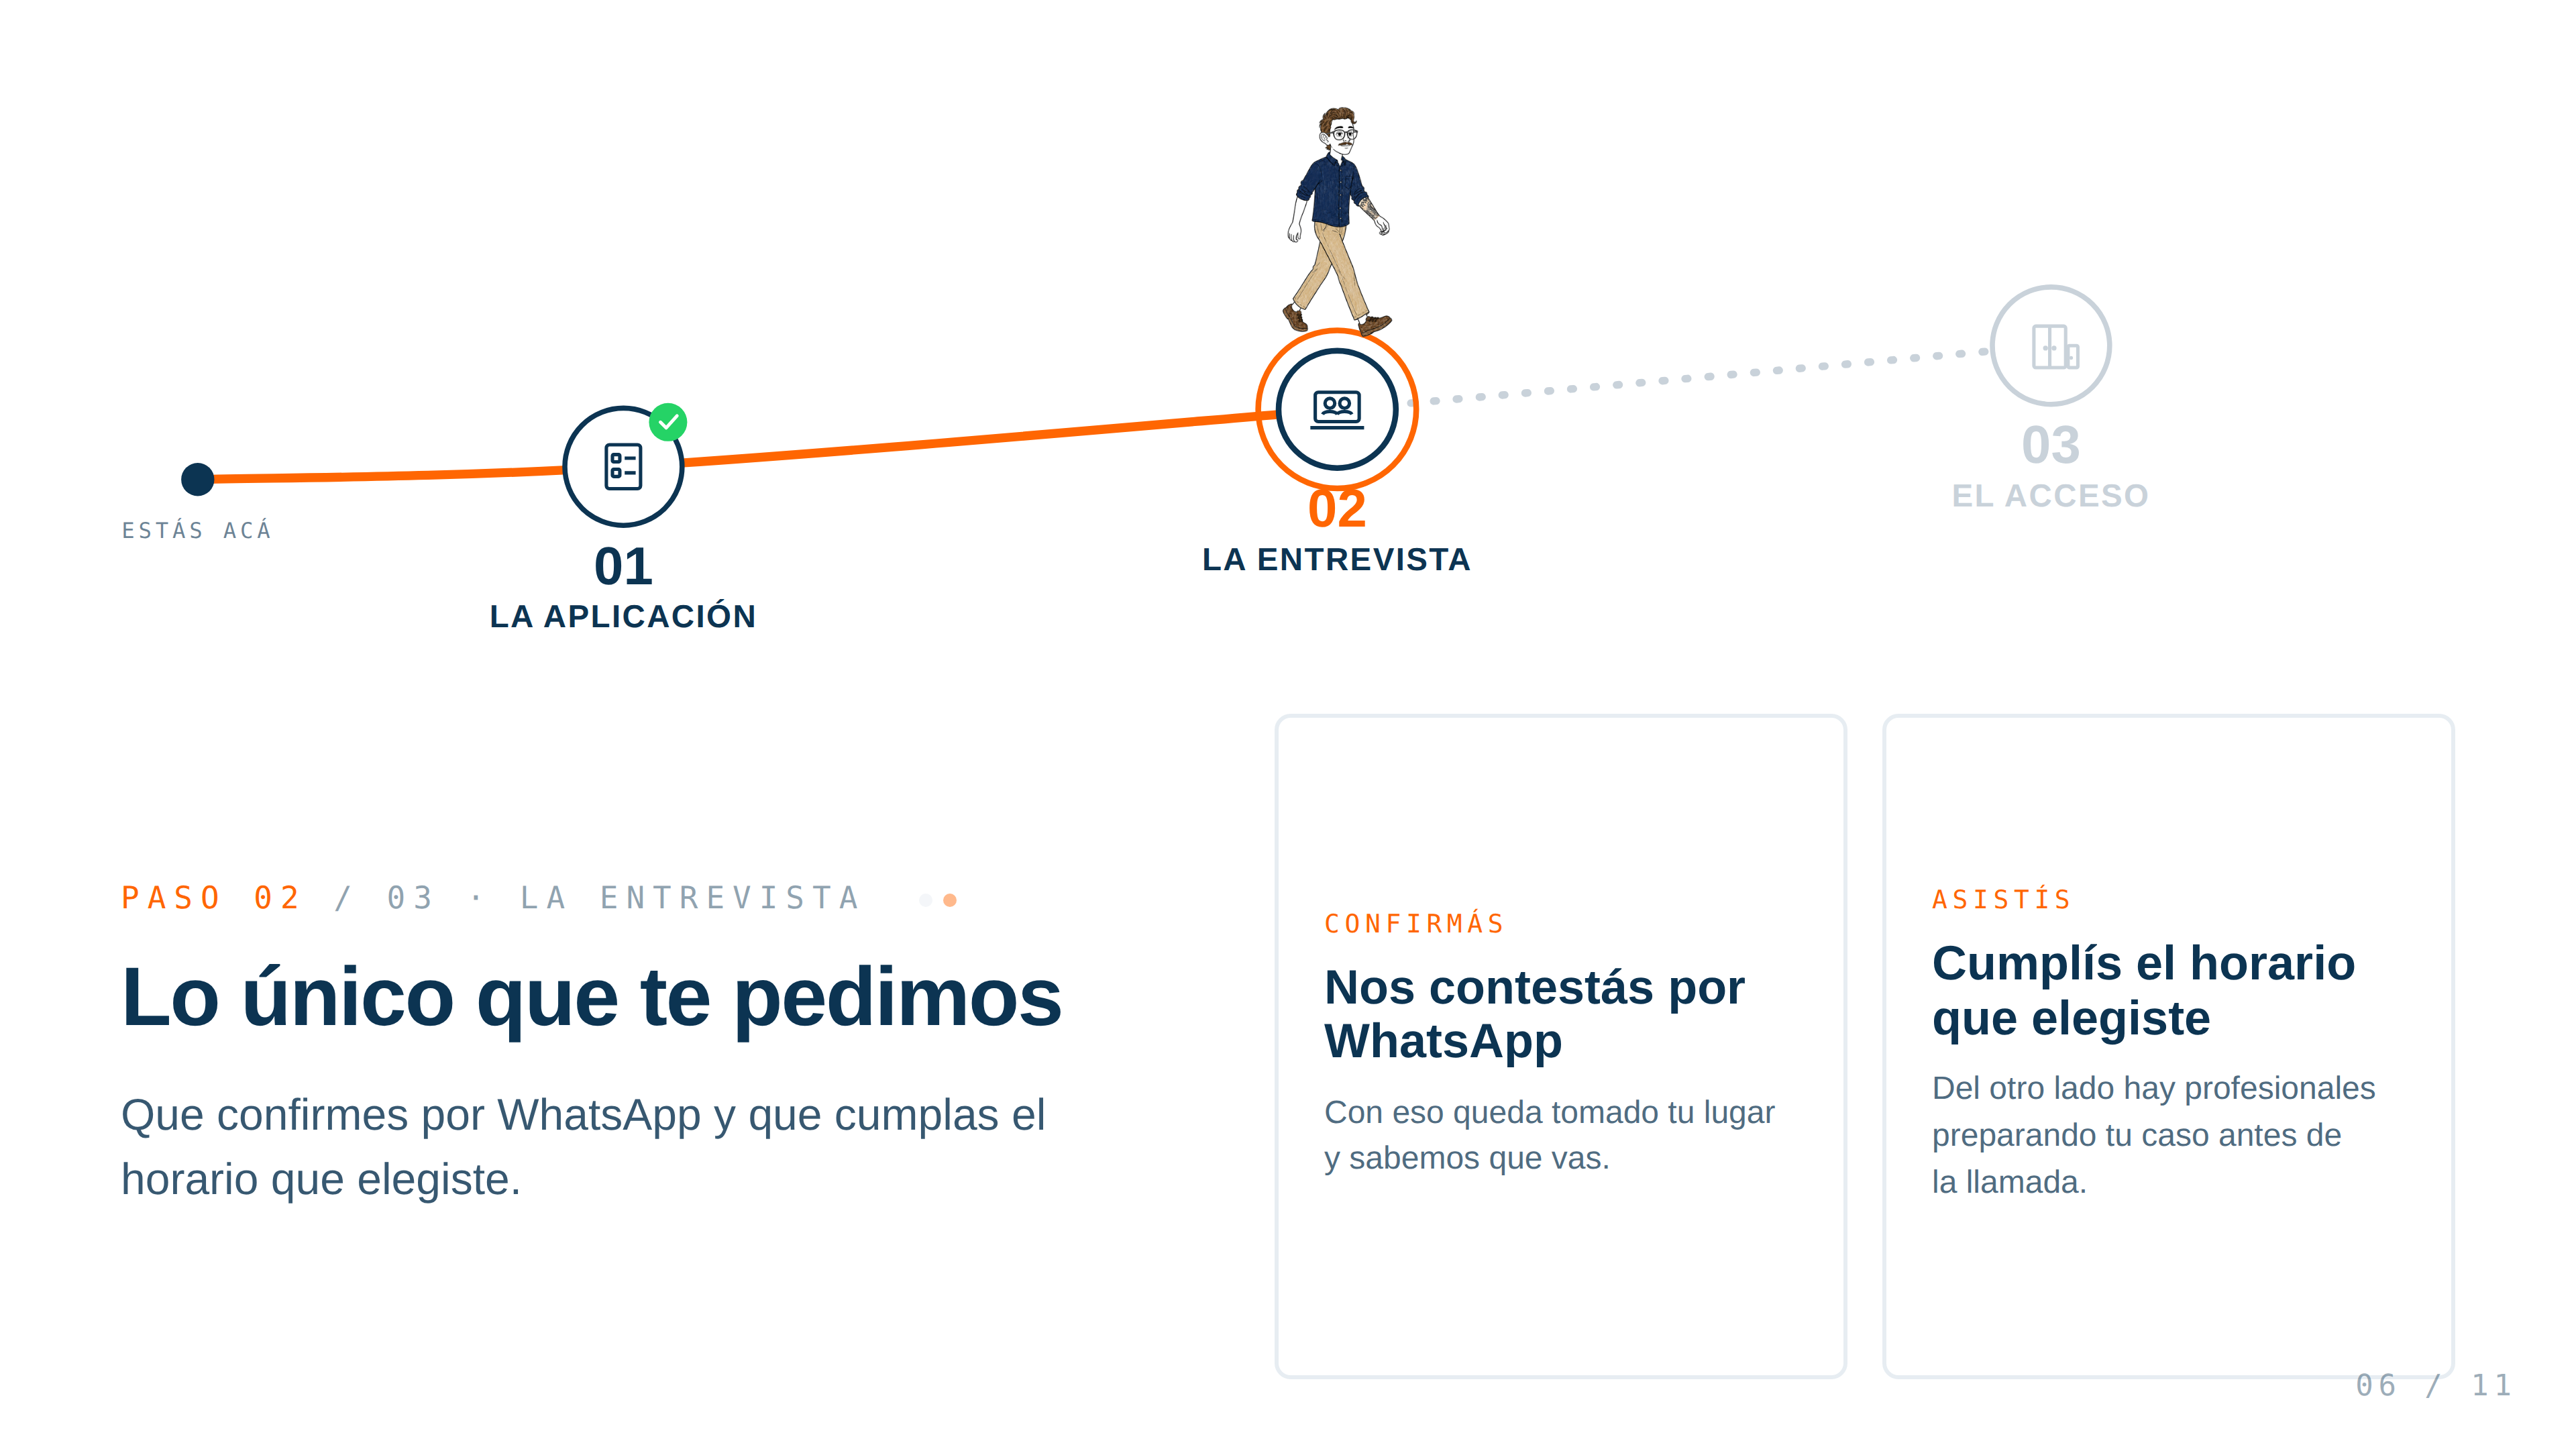 ESTÁS ACÁ
01
LA APLICACIÓN
02
LA ENTREVISTA
03
EL ACCESO
PASO 02 / 03 · LA ENTREVISTA
Lo único que te pedimos
Que confirmes por WhatsApp y que cumplas el
horario que elegiste.
CONFIRMÁS
Nos contestás por
WhatsApp
Con eso queda tomado tu lugar
y sabemos que vas.
ASISTÍS
Cumplís el horario
que elegiste
Del otro lado hay profesionales
preparando tu caso antes de
la llamada.
06 / 11